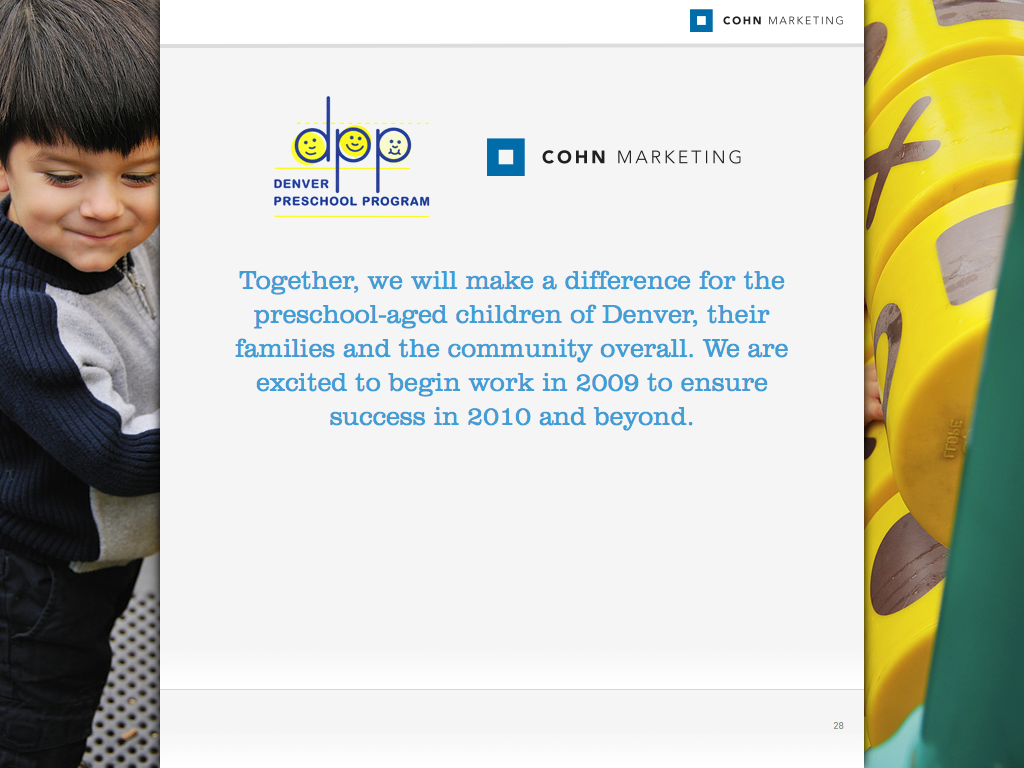 COHN MARKETING
dpp
DENVER
PRESCHOOL PROGRAM
COHN MARKETING
Together, we will make a difference for the
preschool-aged children of Denver, their
families and the community overall. We are
excited to begin work in 2009 to ensure
success in 2010 and beyond.
28